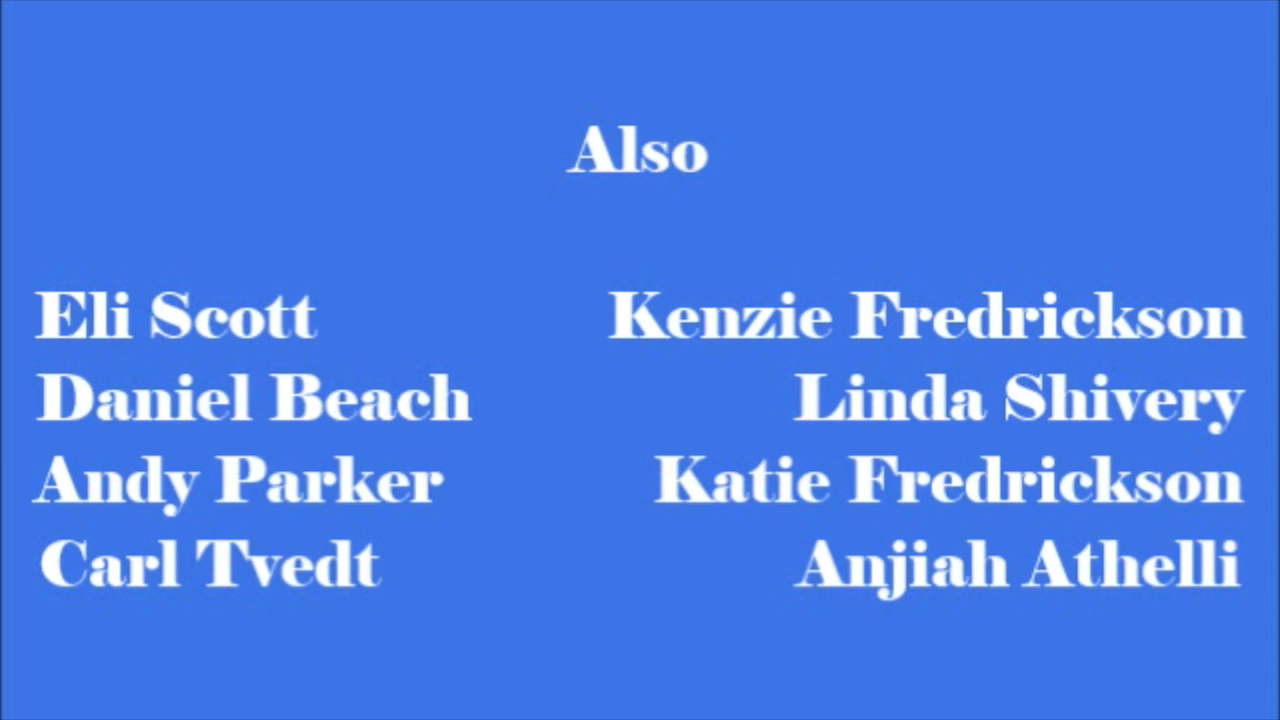 Also
Eli Scott Kenzie Fredrickson
Daniel Beach Linda Shivery
Andy Parker Katie Fredrickson
Carl Tvedt Anjiah Athelli